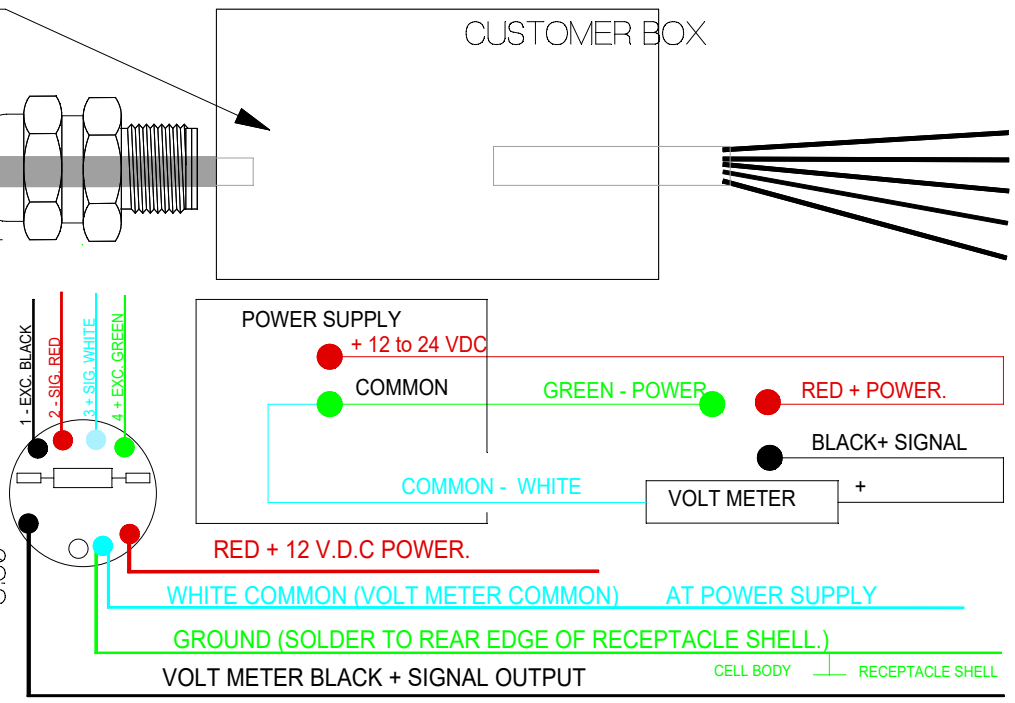 CUSTOMER BOX
1 - EXC. BLACK
2 - SIG. RED
3 + SIG. WHITE
4 + EXC. GREEN
POWER SUPPLY
+ 12 to 24 VDC
COMMON
GREEN - POWER
RED + POWER.
BLACK+ SIGNAL
COMMON - WHITE
VOLT METER
+
RED + 12 V.D.C POWER.
WHITE COMMON (VOLT METER COMMON) AT POWER SUPPLY
GROUND (SOLDER TO REAR EDGE OF RECEPTACLE SHELL.)
CELL BODY
RECEPTACLE SHELL
VOLT METER BLACK + SIGNAL OUTPUT